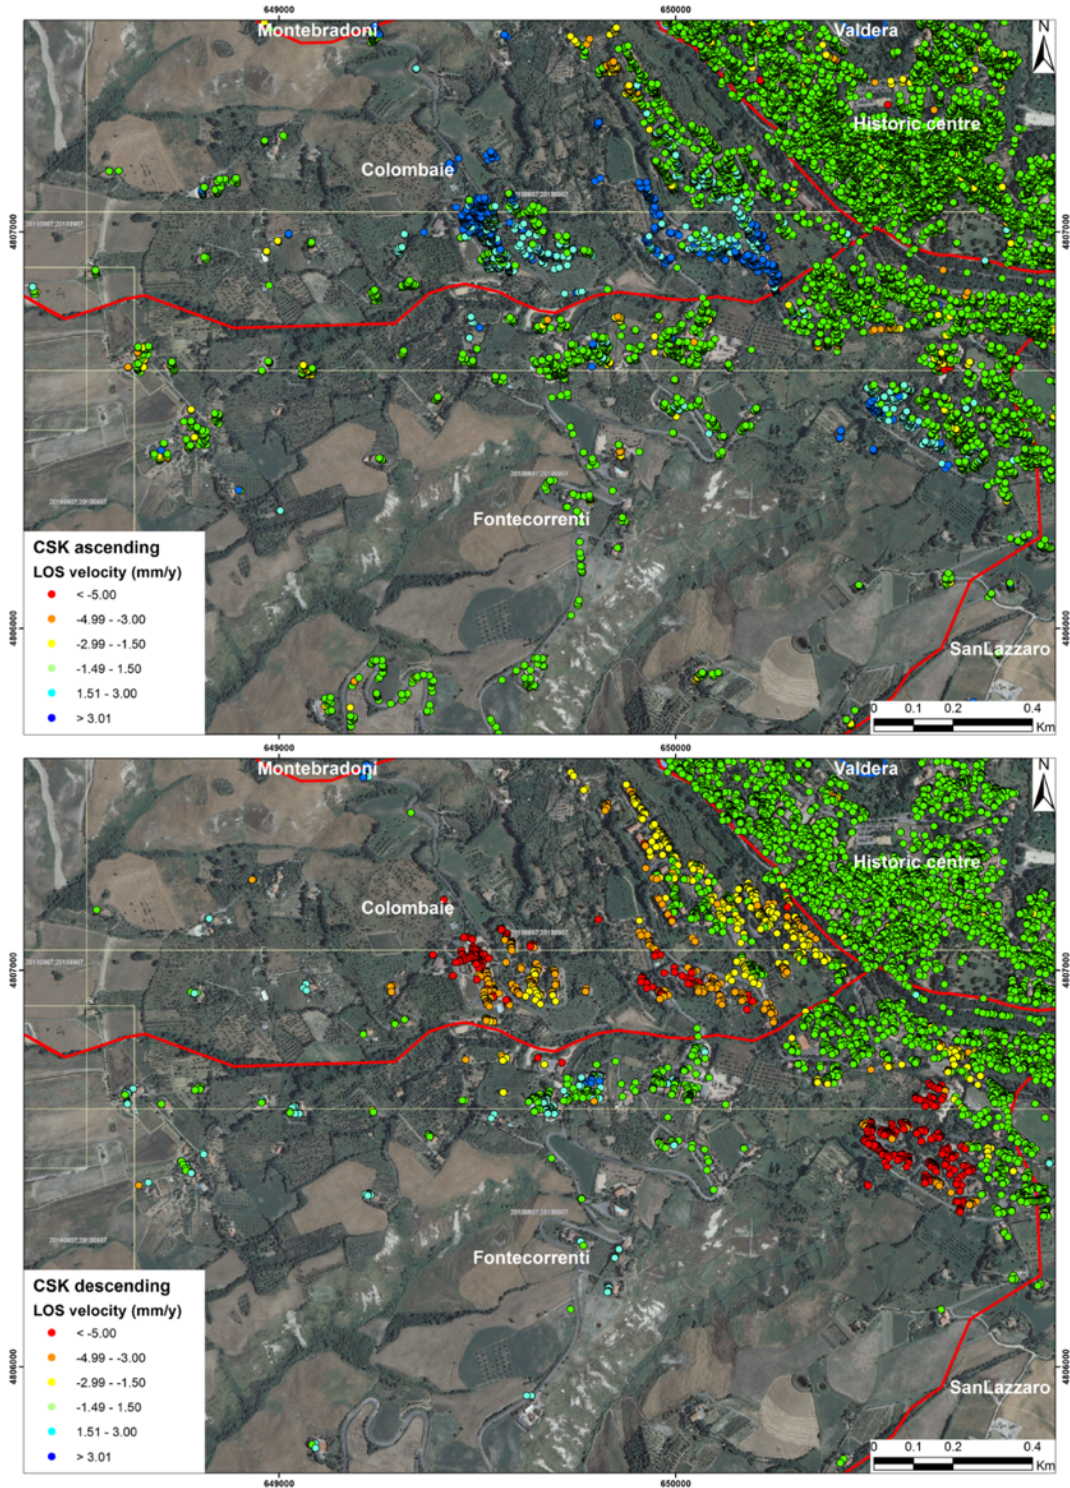 649000
650000
Montebradoni
Valdera
N
Historic centre
Colombaie
4807000
4807000
Fontecorrenti
CSK ascending
LOS velocity (mm/y)
< -5.00
-4.99 - -3.00
-2.99 - -1.50
-1.49 - 1.50
1.51 - 3.00
> 3.01
4806000
4806000
SanLazzaro
0 0.1 0.2 0.4
Km
649000
650000
Montebradoni
Valdera
N
Historic centre
Colombaie
4807000
4807000
Fontecorrenti
CSK descending
LOS velocity (mm/y)
< -5.00
-4.99 - -3.00
-2.99 - -1.50
-1.49 - 1.50
1.51 - 3.00
> 3.01
4806000
4806000
SanLazzaro
0 0.1 0.2 0.4
Km
649000
650000